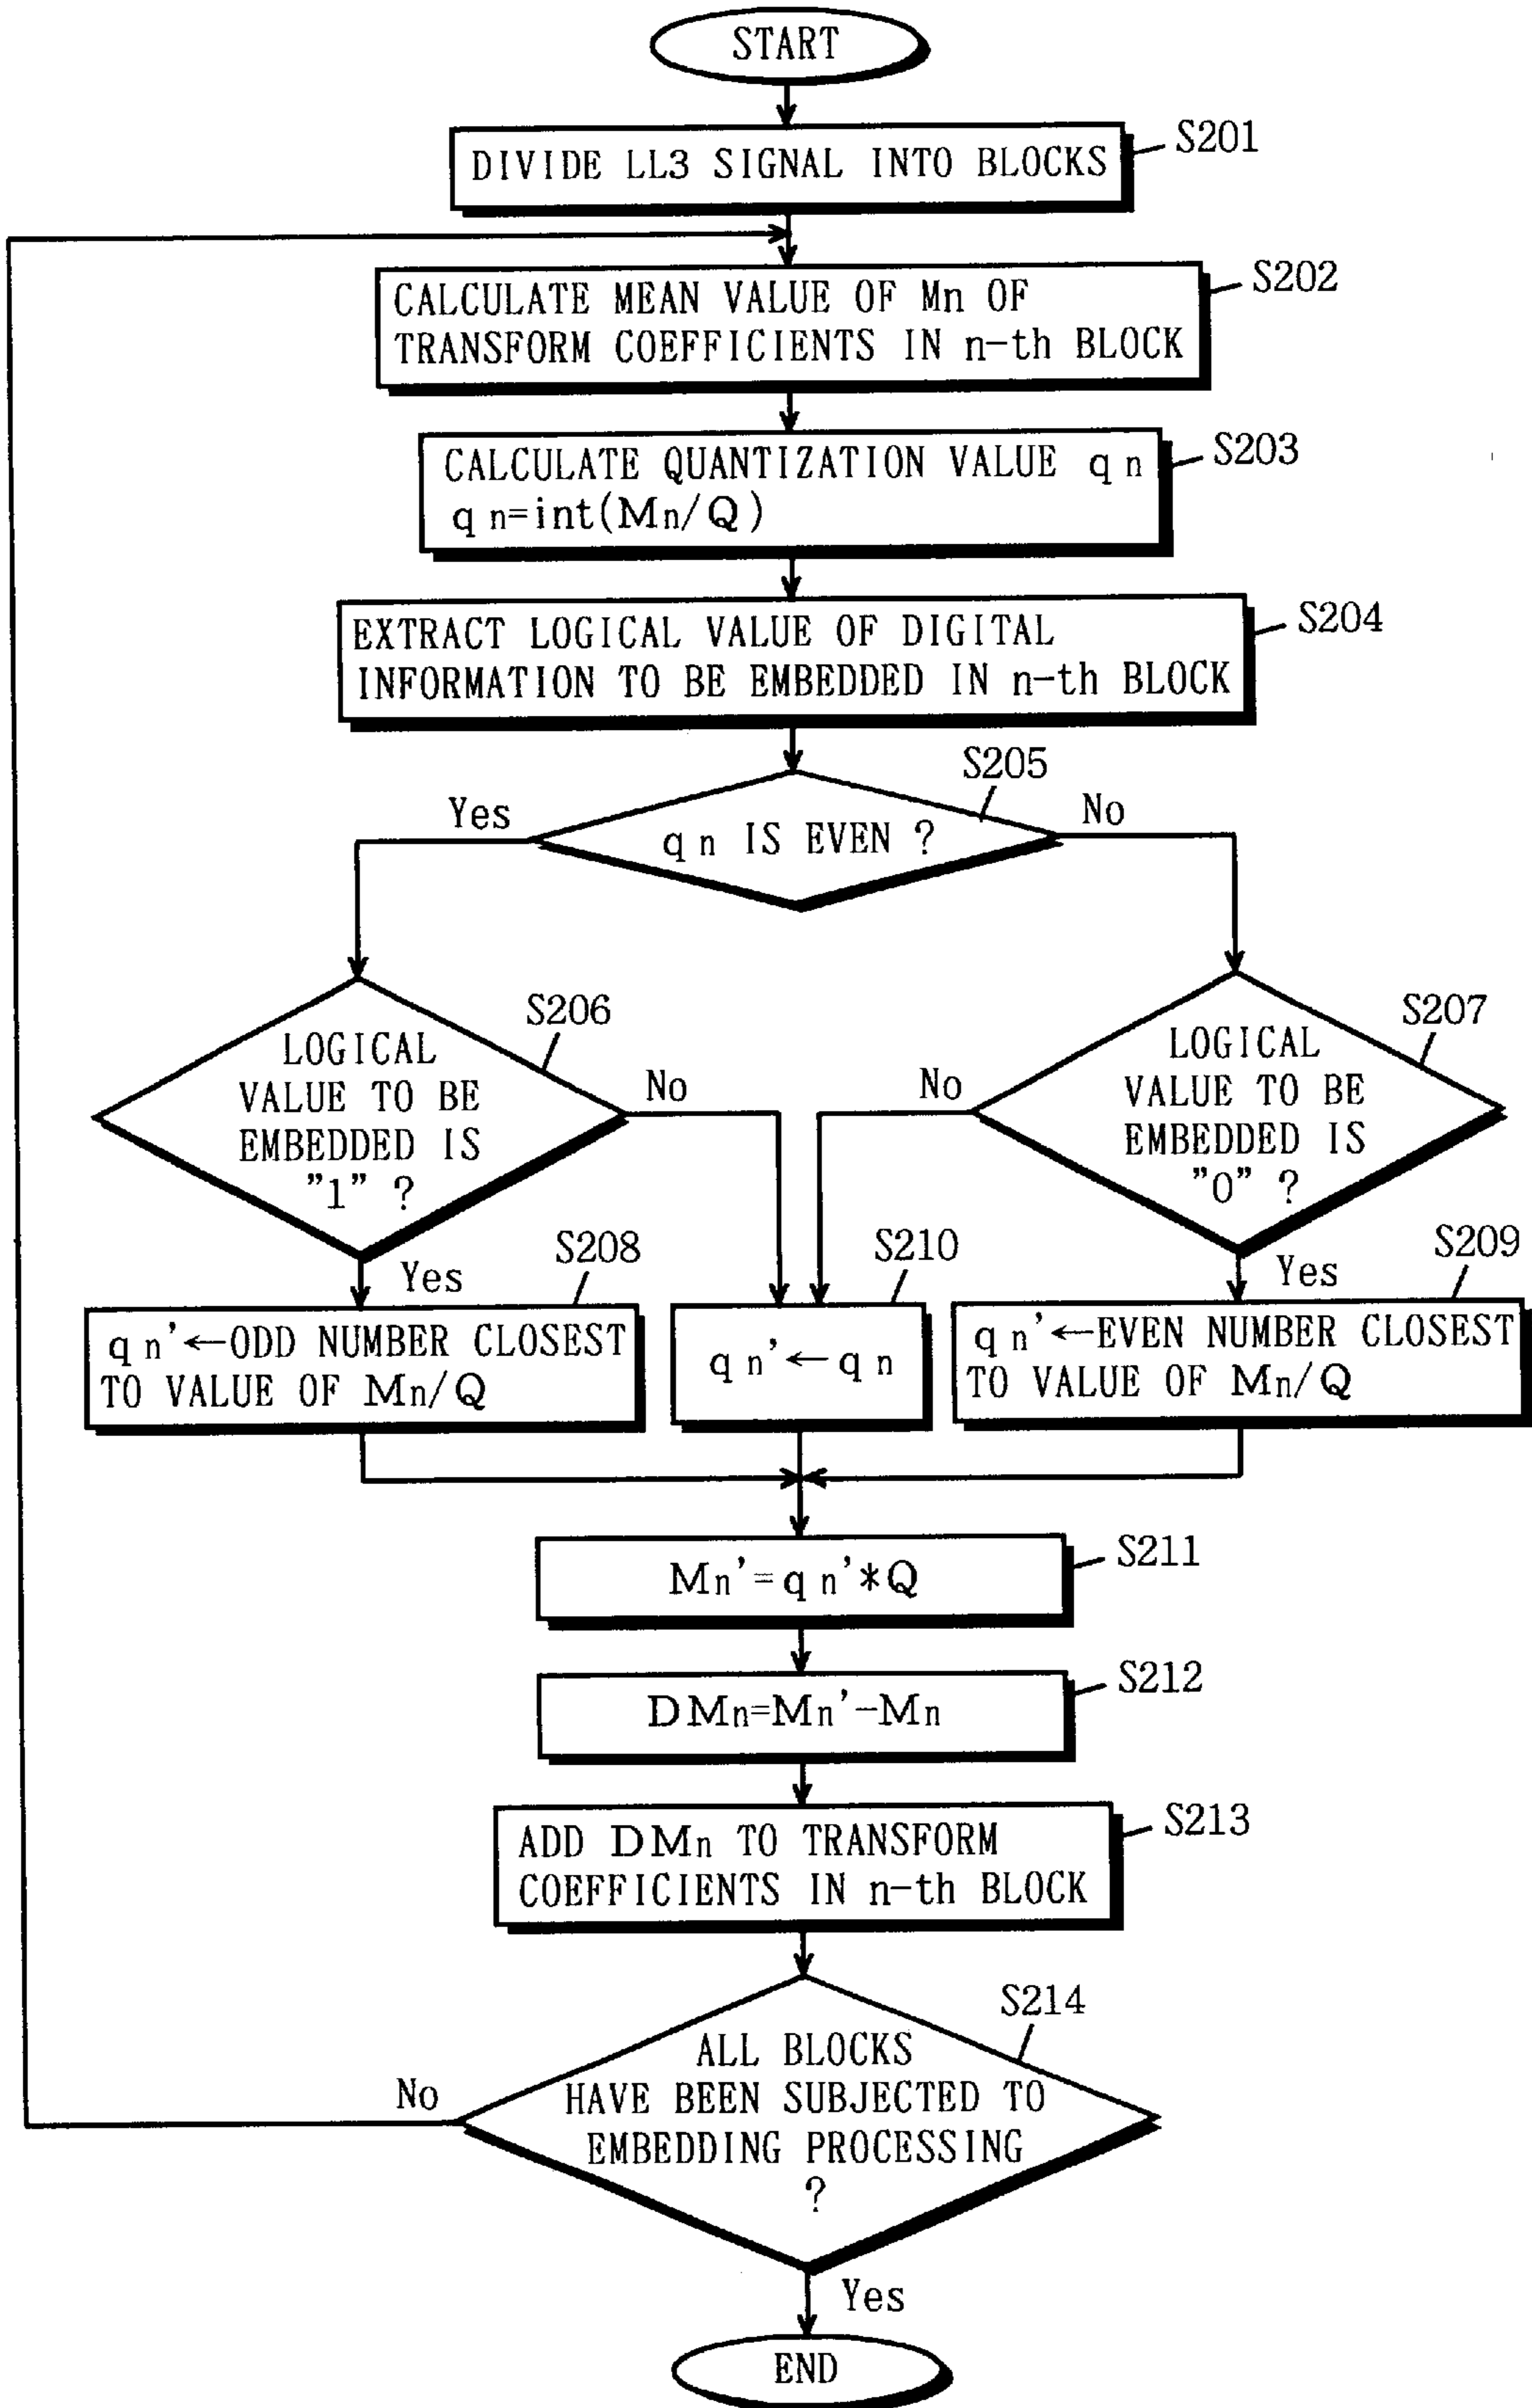 START
DIVIDE LL3 SIGNAL INTO BLOCKS
S201
CALCULATE MEAN VALUE OF Mn OF
TRANSFORM COEFFICIENTS IN n-th BLOCK
S202
CALCULATE QUANTIZATION VALUE qn
qn=int(Mn/Q)
S203
EXTRACT LOGICAL VALUE OF DIGITAL
INFORMATION TO BE EMBEDDED IN n-th BLOCK
S204
S205
Yes
qn IS EVEN ?
No
S206
LOGICAL
VALUE TO BE
EMBEDDED IS
"1" ?
No
Yes
S207
LOGICAL
VALUE TO BE
EMBEDDED IS
"0" ?
No
Yes
S208
qn'←ODD NUMBER CLOSEST
TO VALUE OF Mn/Q
S210
qn'←qn
S209
qn'←EVEN NUMBER CLOSEST
TO VALUE OF Mn/Q
Mn'=qn'*Q
S211
DMn=Mn'-Mn
S212
ADD DMn TO TRANSFORM
COEFFICIENTS IN n-th BLOCK
S213
S214
ALL BLOCKS
HAVE BEEN SUBJECTED TO
EMBEDDING PROCESSING
?
No
Yes
END